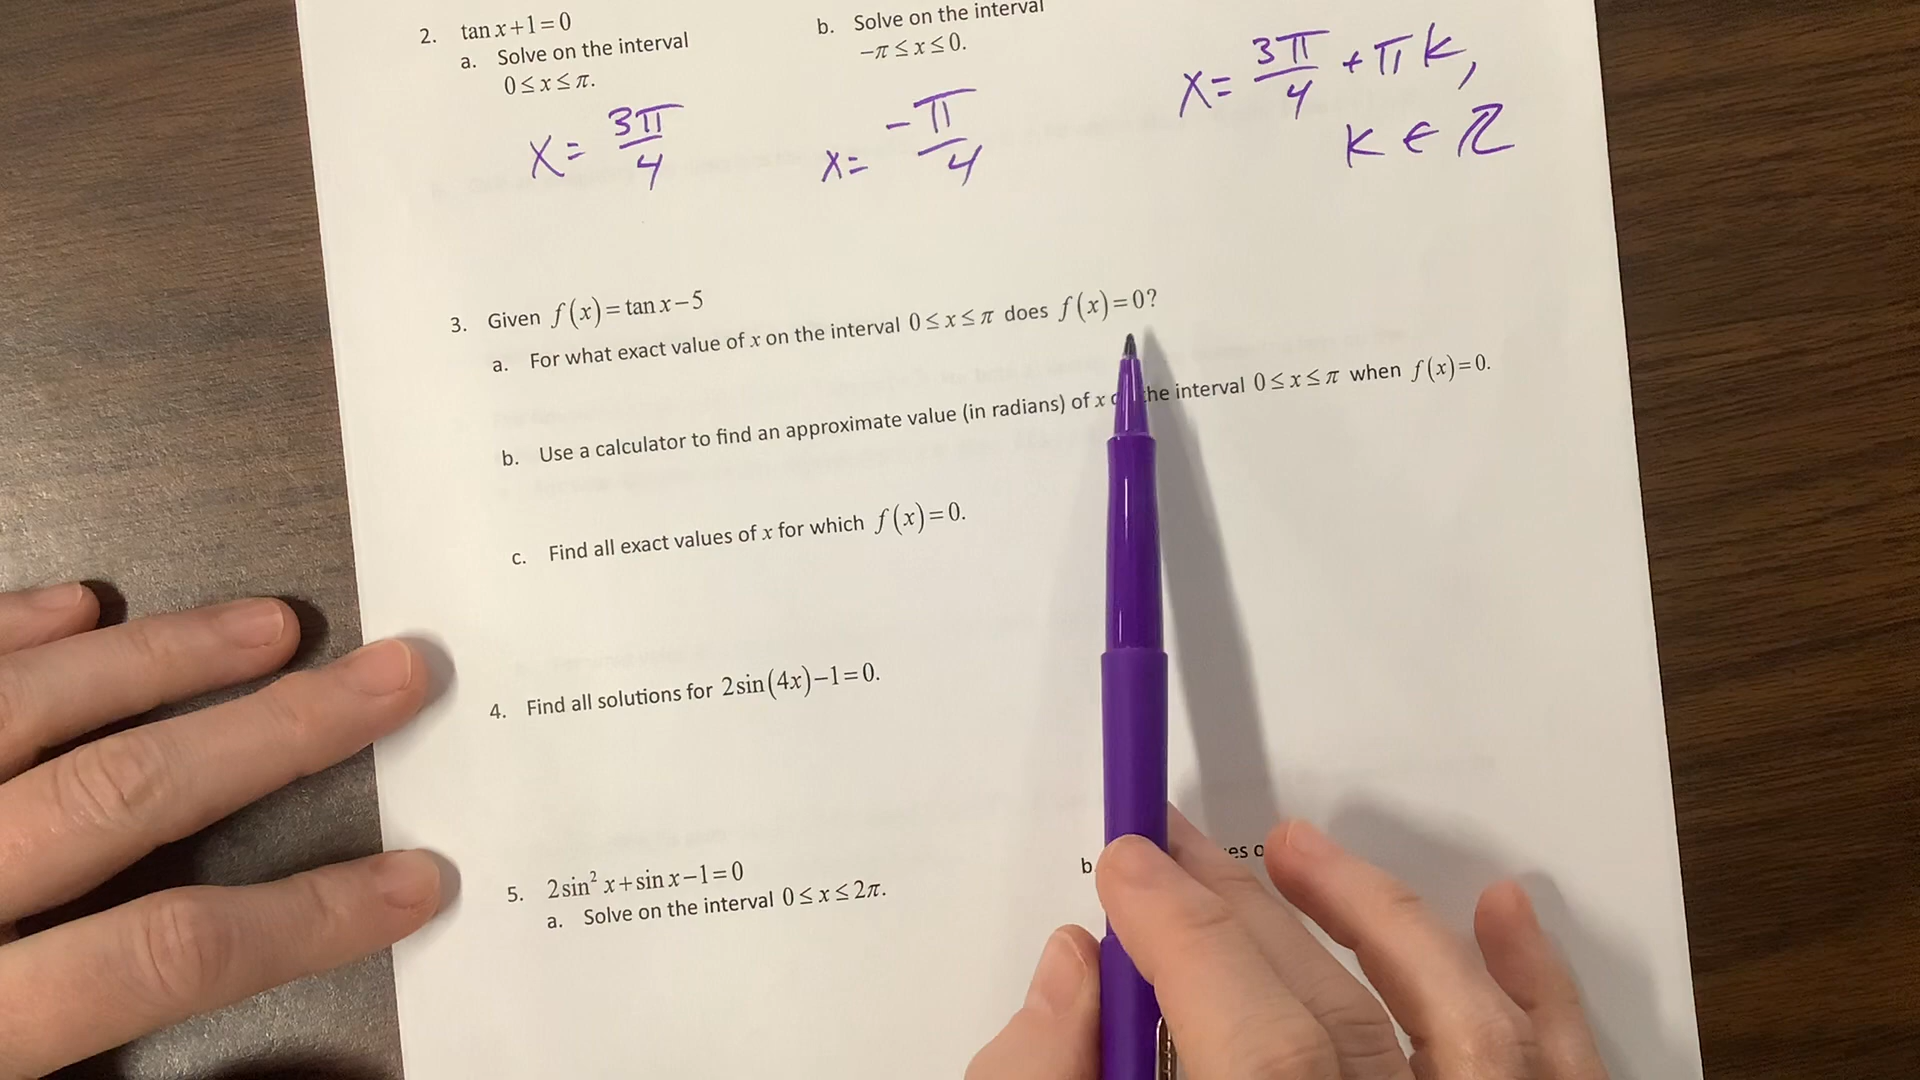 2. tan x+1=0
a. Solve on the interval
0≤x≤π.
b. Solve on the interval
−π≤x≤0.
x= 3π/4
x= -π/4
x= 3π/4 + πk,
k ∈ ℤ
3. Given f(x)=tan x−5
a. For what exact value of x on the interval 0≤x≤π does f(x)=0?
b. Use a calculator to find an approximate value (in radians) of x the interval 0≤x≤π when f(x)=0.
c. Find all exact values of x for which f(x)=0.
4. Find all solutions for 2sin(4x)−1=0.
5. 2sin² x+sin x−1=0
a. Solve on the interval 0≤x≤2π.
b.